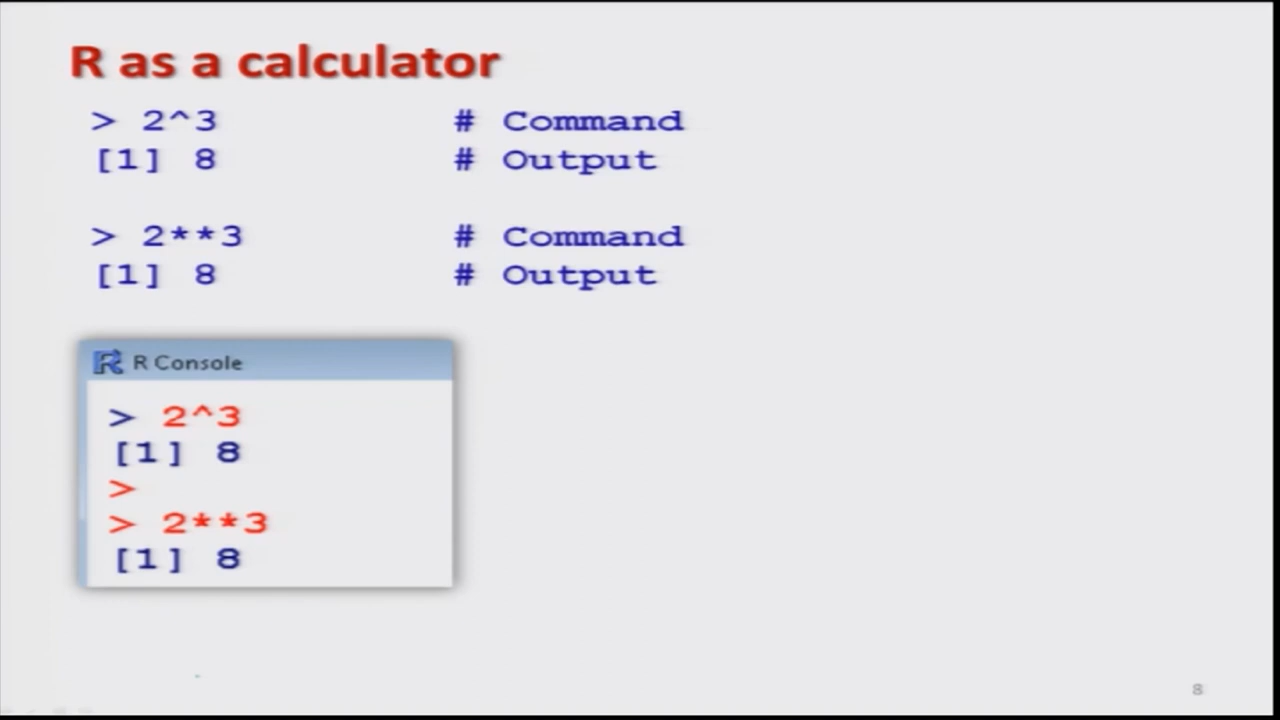 R as a calculator
> 2^3 # Command
[1] 8 # Output
> 2**3 # Command
[1] 8 # Output
R Console
> 2^3
[1] 8
>
> 2**3
[1] 8
8